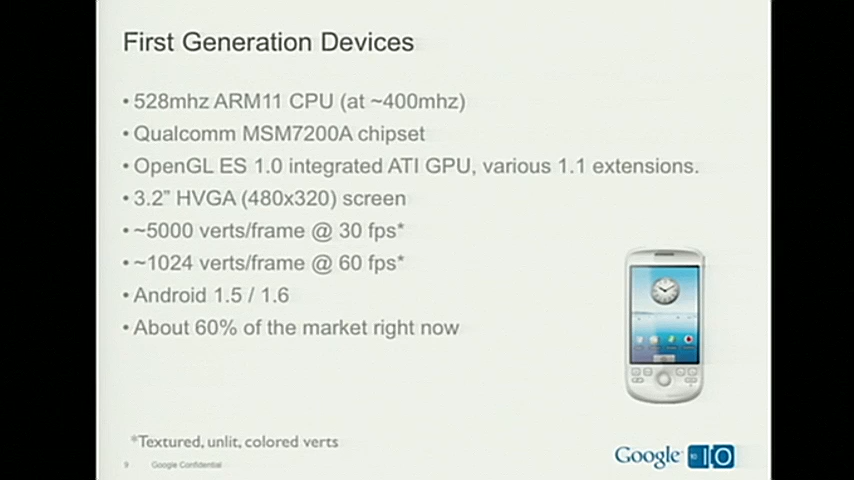 First Generation Devices
• 528mhz ARM11 CPU (at ~400mhz)
• Qualcomm MSM7200A chipset
• OpenGL ES 1.0 integrated ATI GPU, various 1.1 extensions.
• 3.2” HVGA (480x320) screen
• ~5000 verts/frame @ 30 fps*
• ~1024 verts/frame @ 60 fps*
• Android 1.5 / 1.6
• About 60% of the market right now
*Textured, unlit, colored verts
9 Google Confidential
Google 10 IO